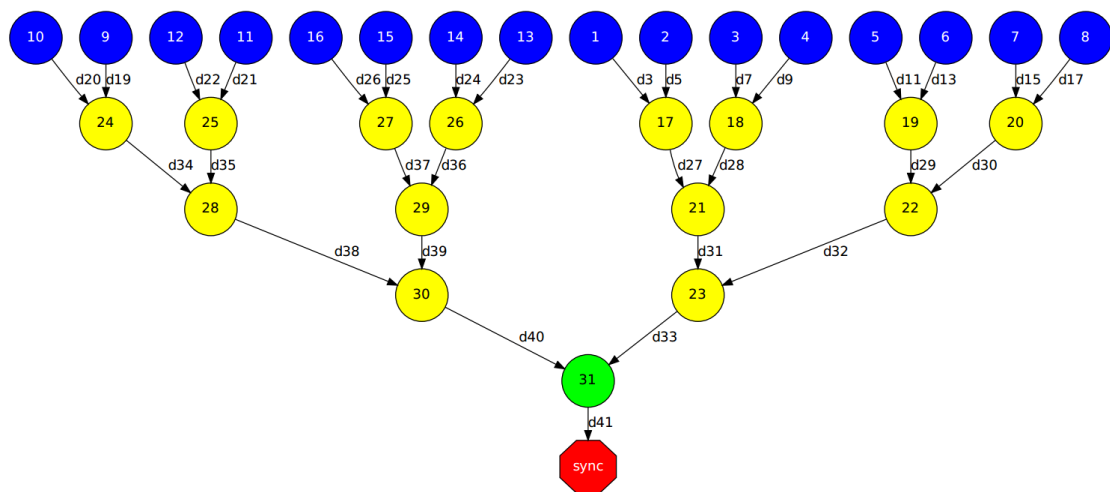 10 9 12 11 16 15 14 13 1 2 3 4 5 6 7 8
d20 d19 d22 d21 d26 d25 d24 d23 d3 d5 d7 d9 d11 d13 d15 d17
24 25 27 26 17 18 19 20
d34 d35 d37 d36 d27 d28 d29 d30
28 29 21 22
d38 d39 d31 d32
30 23
d40 d33
31
d41
sync